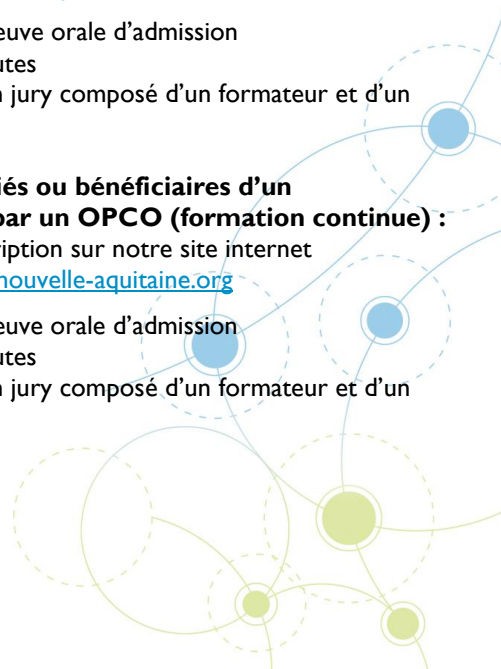 euve orale d’admission
utes
n jury composé d’un formateur et d’un
iés ou bénéficiaires d’un
par un OPCO (formation continue) :
ription sur notre site internet
nouvelle-aquitaine.org
euve orale d’admission
utes
n jury composé d’un formateur et d’un